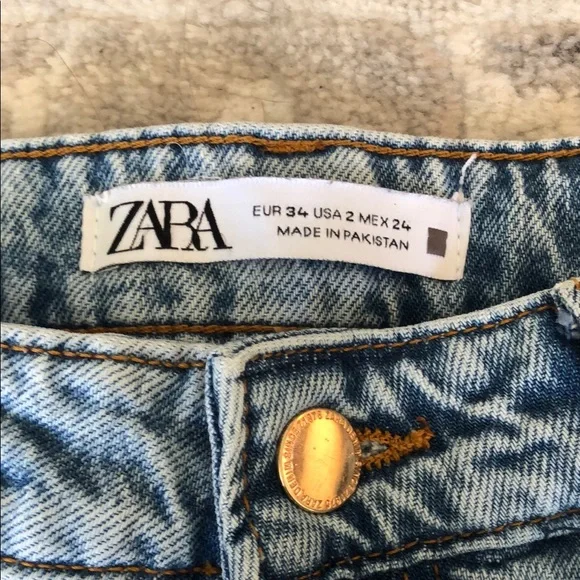 ZARA
EUR 34 USA 2 MEX 24
MADE IN PAKISTAN